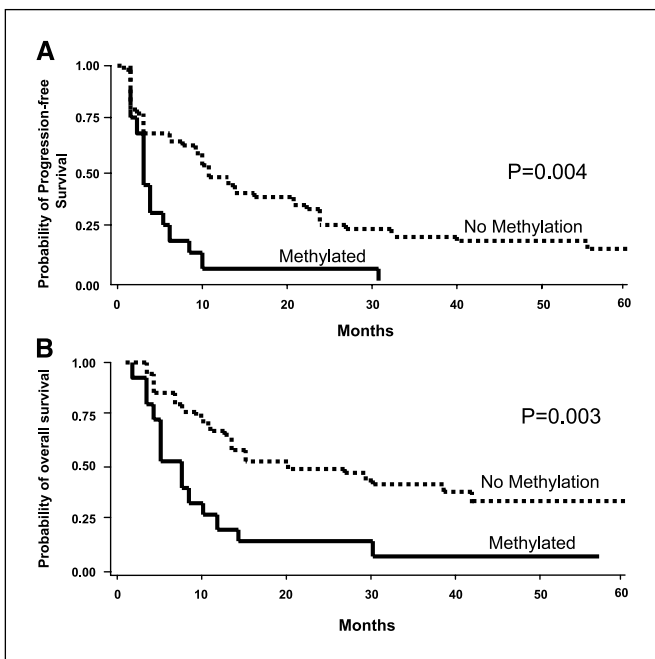 A
Probability of Progression-free
Survival
1.00
0.75
0.50
0.25
0.00
P=0.004
No Methylation
Methylated
0 10 20 30 40 50 60
Months
B
Probability of overall survival
1.00
0.75
0.50
0.25
0.00
P=0.003
No Methylation
Methylated
0 10 20 30 40 50 60
Months